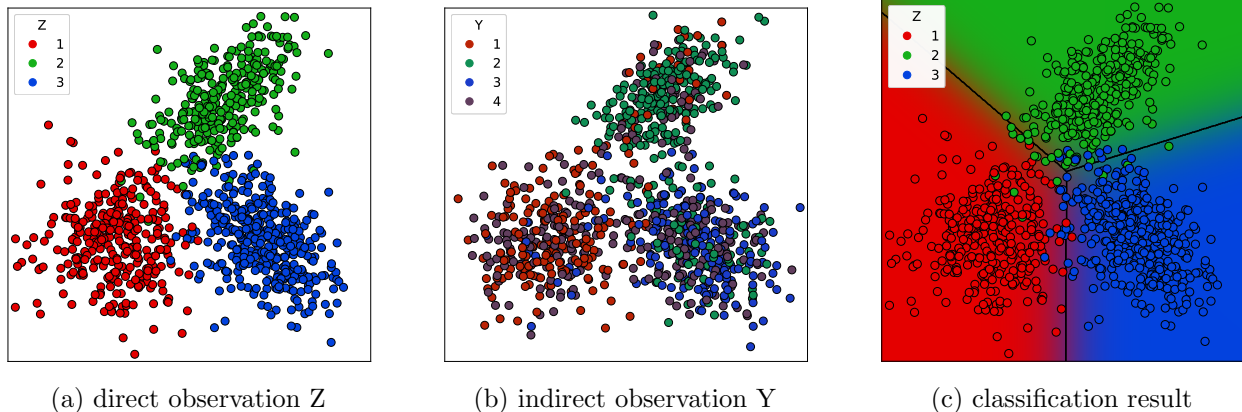 Z
1
2
3
Y
1
2
3
4
Z
1
2
3
(a) direct observation Z
(b) indirect observation Y
(c) classification result